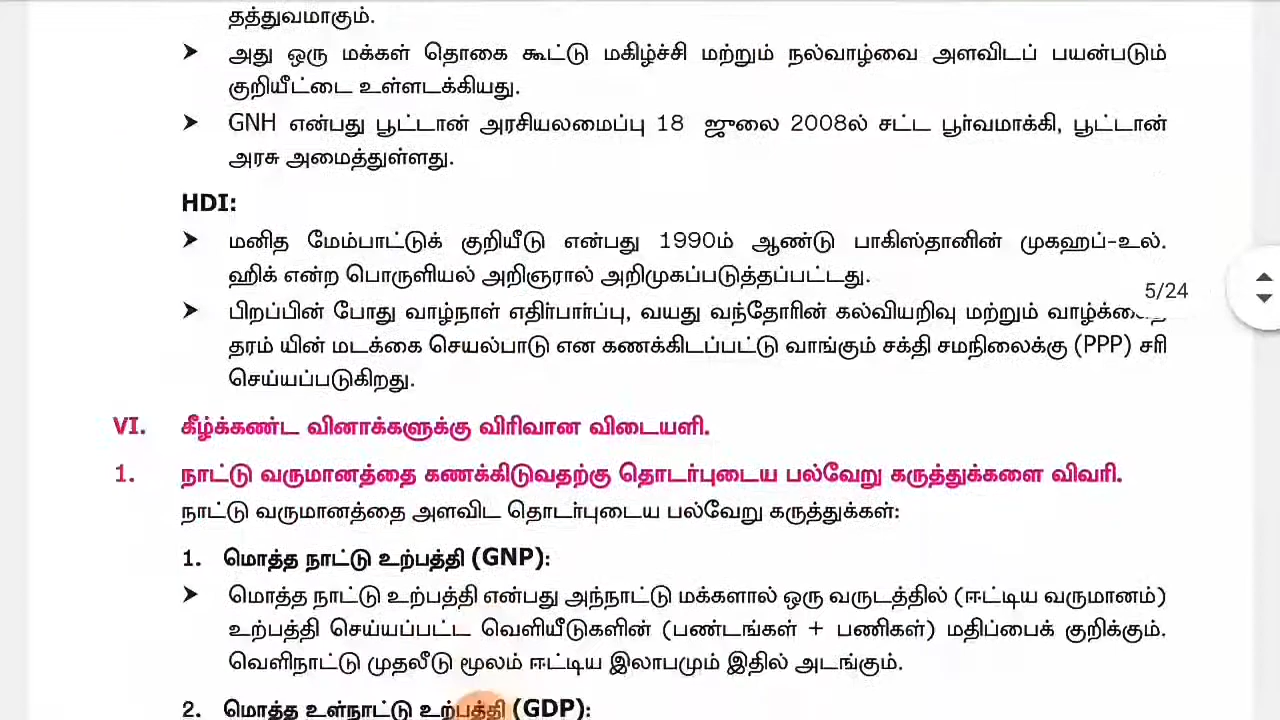 தத்துவமாகும்.
➤ அது ஒரு மக்கள் தொகை கூட்டு மகிழ்ச்சி மற்றும் நல்வாழ்வை அளவிடப் பயன்படும்
குறியீட்டை உள்ளடக்கியது.
➤ GNH என்பது பூட்டான் அரசியலமைப்பு 18 ஜுலை 2008ல் சட்ட பூர்வமாக்கி, பூட்டான்
அரசு அமைத்துள்ளது.
HDI:
➤ மனித மேம்பாட்டுக் குறியீடு என்பது 1990ம் ஆண்டு பாகிஸ்தானின் முகஹப்-உல்.
ஹிக் என்ற பொருளியல் அறிஞரால் அறிமுகப்படுத்தப்பட்டது.
5/24
➤ பிறப்பின் போது வாழ்நாள் எதிர்பார்ப்பு, வயது வந்தோரின் கல்வியறிவு மற்றும்
தரம் யின் மடக்கை செயல்பாடு என கணக்கிடப்பட்டு வாங்கும் சக்தி சமநிலைக்கு (PPP) சரி
செய்யப்படுகிறது.
VI. கீழ்க்கண்ட வினாக்களுக்கு விரிவான விடையளி.
1. நாட்டு வருமானத்தை கணக்கிடுவதற்கு தொடர்புடைய பல்வேறு கருத்துக்களை விவரி.
நாட்டு வருமானத்தை அளவிட தொடர்புடைய பல்வேறு கருத்துக்கள்:
1. மொத்த நாட்டு உற்பத்தி (GNP):
➤ மொத்த நாட்டு உற்பத்தி என்பது அந்நாட்டு மக்களால் ஒரு வருடத்தில் (ஈட்டிய வருமானம்)
உற்பத்தி செய்யப்பட்ட வெளியீடுகளின் (பண்டங்கள் + பணிகள்) மதிப்பைக் குறிக்கும்.
வெளிநாட்டு முதலீடு மூலம் ஈட்டிய இலாபமும் இதில் அடங்கும்.
2. மொத்த உள்நாட்டு உற்பத்தி (GDP):